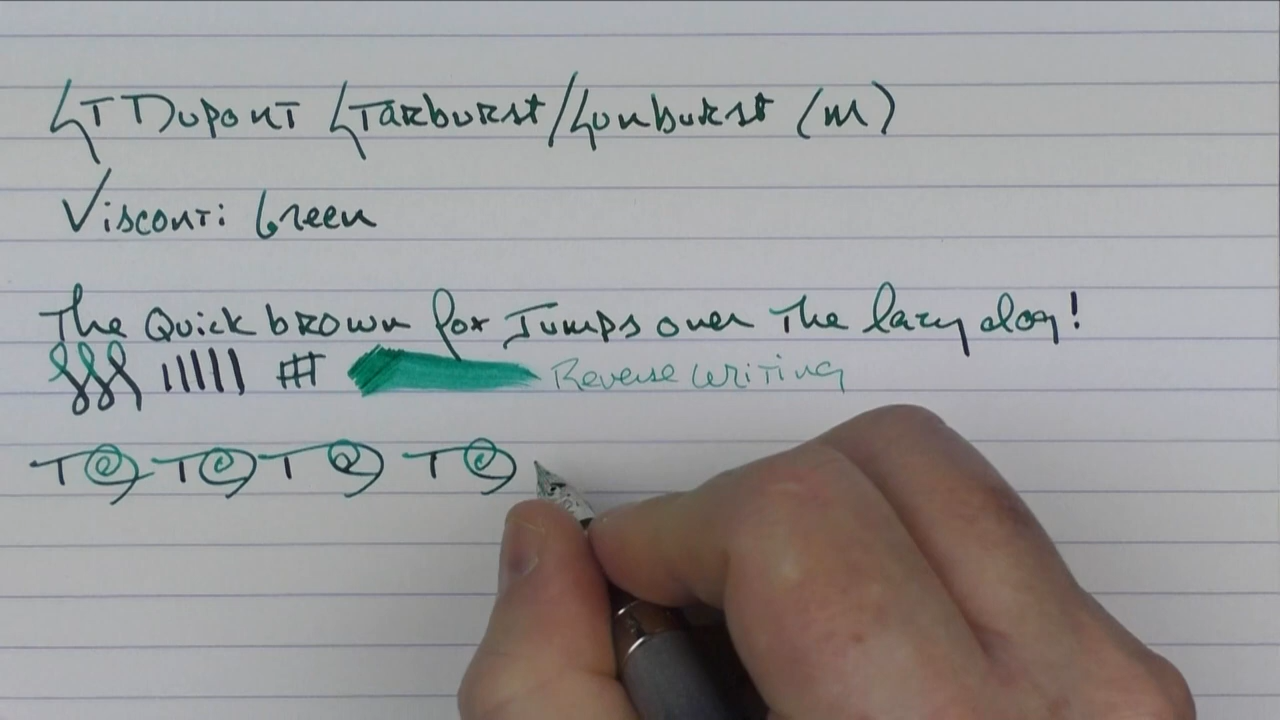 ST Dupont Starburst/Sunburst (M)
Visconti Green
The Quick brown fox Jumps over The lazy dog!
Reverse writing